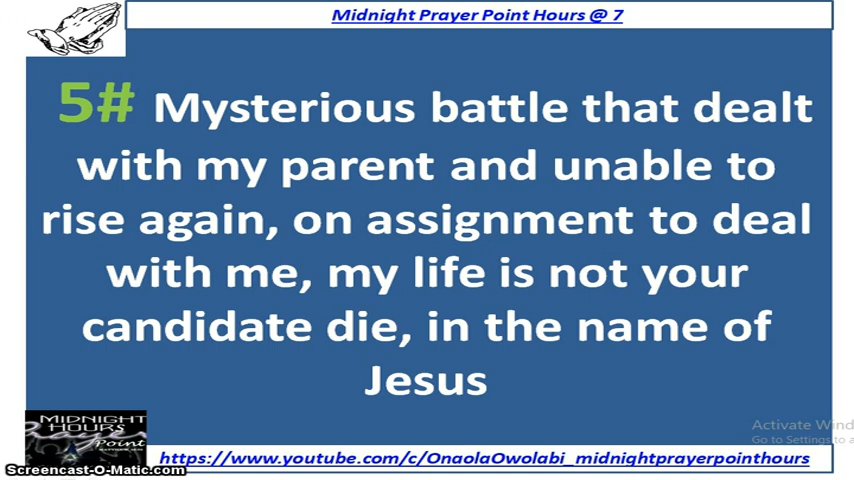 Midnight Prayer Point Hours @ 7
5# Mysterious battle that dealt
with my parent and unable to
rise again, on assignment to deal
with me, my life is not your
candidate die, in the name of
Jesus
MIDNIGHT
HOURS
Prayer
Point
Activate Wind
Go to Settings to a
https://www.youtube.com/c/OnaolaOwolabi_midnightprayerpointhours
Screencast-O-Matic.com